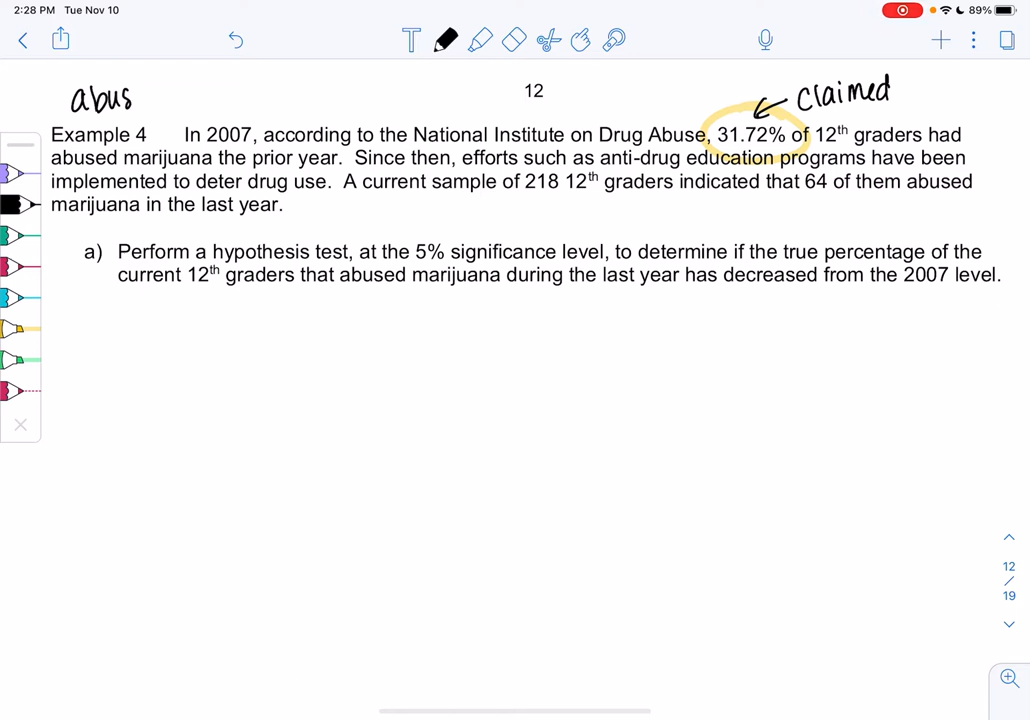 2:28 PM Tue Nov 10
89%
T
12
abus
claimed
Example 4 In 2007, according to the National Institute on Drug Abuse, 31.72% of 12th graders had
abused marijuana the prior year. Since then, efforts such as anti-drug education programs have been
implemented to deter drug use. A current sample of 218 12th graders indicated that 64 of them abused
marijuana in the last year.
a) Perform a hypothesis test, at the 5% significance level, to determine if the true percentage of the
current 12th graders that abused marijuana during the last year has decreased from the 2007 level.
12
/
19